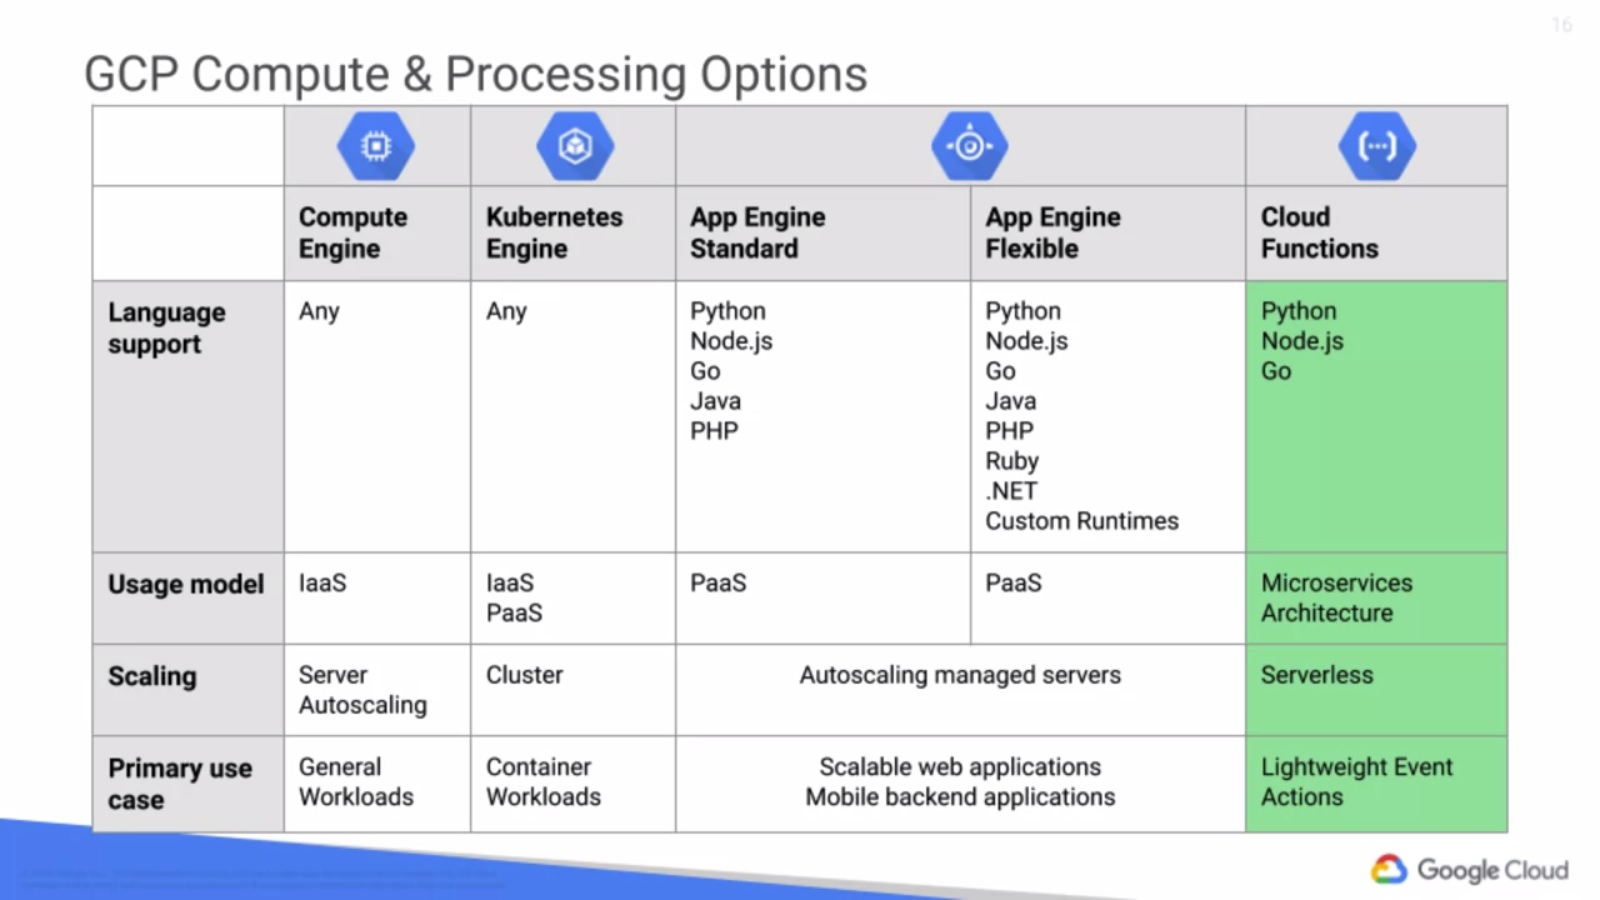 16
GCP Compute & Processing Options
Compute
Engine
Kubernetes
Engine
App Engine
Standard
App Engine
Flexible
Cloud
Functions
Language
support
Any
Any
Python
Node.js
Go
Java
PHP
Python
Node.js
Go
Java
PHP
Ruby
.NET
Custom Runtimes
Python
Node.js
Go
Usage model
IaaS
IaaS
PaaS
PaaS
PaaS
Microservices
Architecture
Scaling
Server
Autoscaling
Cluster
Autoscaling managed servers
Serverless
Primary use
case
General
Workloads
Container
Workloads
Scalable web applications
Mobile backend applications
Lightweight Event
Actions
Google Cloud